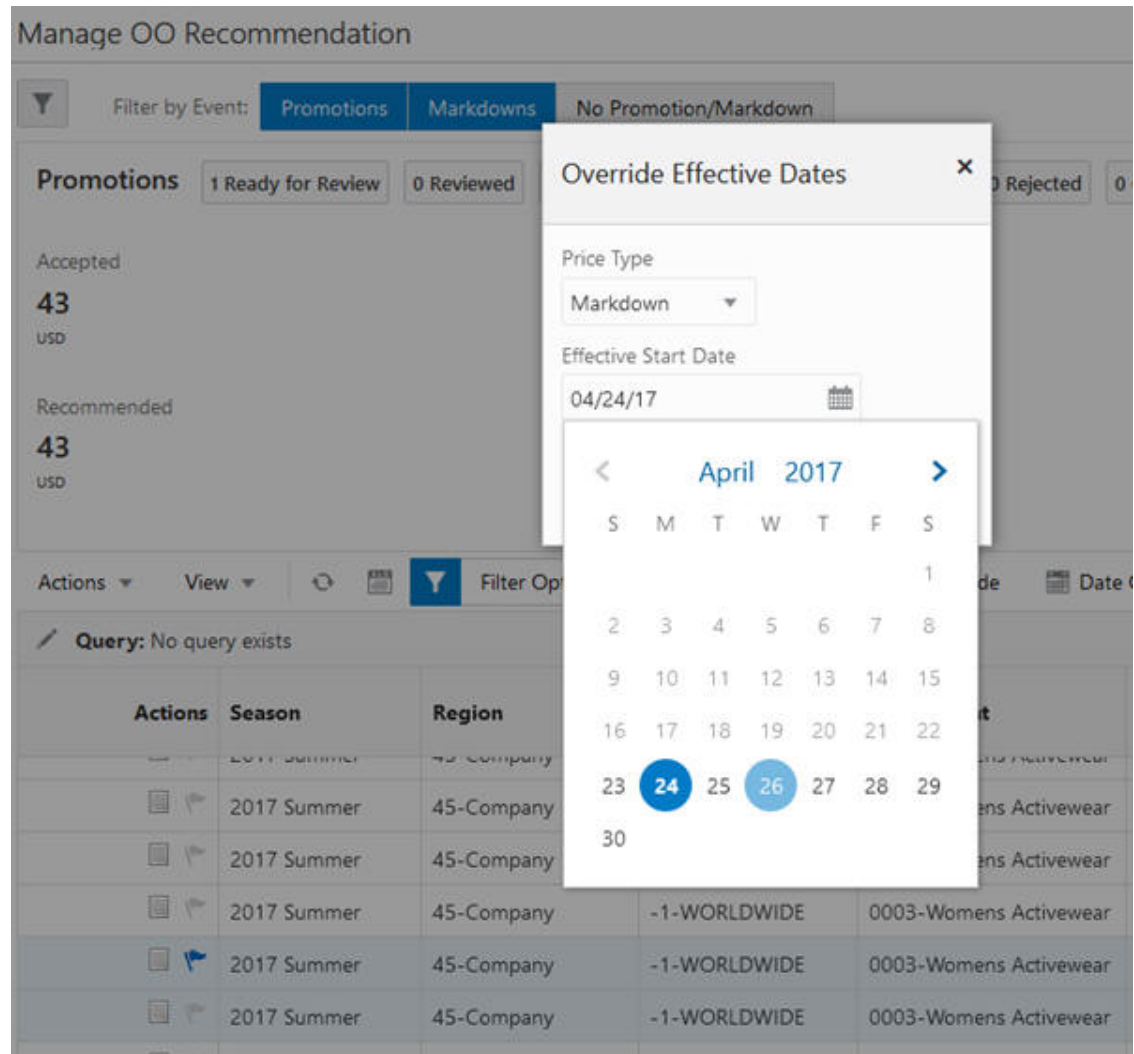 Manage OO Recommendation
Filter by Event: Promotions Markdowns No Promotion/Markdown
Promotions 1 Ready for Review 0 Reviewed Rejected 0
Override Effective Dates ×
Accepted
43
USD
Recommended
43
USD
Price Type
Markdown
Effective Start Date
04/24/17
< April 2017 >
S M T W T F S
1
2 3 4 5 6 7 8
9 10 11 12 13 14 15
16 17 18 19 20 21 22
23 24 25 26 27 28 29
30
Actions View Filter Date
Query: No query exists
Actions Season Region
2017 Summer 45-Company Activewear
2017 Summer 45-Company Activewear
2017 Summer 45-Company -1-WORLDWIDE 0003-Womens Activewear
2017 Summer 45-Company -1-WORLDWIDE 0003-Womens Activewear
2017 Summer 45-Company -1-WORLDWIDE 0003-Womens Activewear